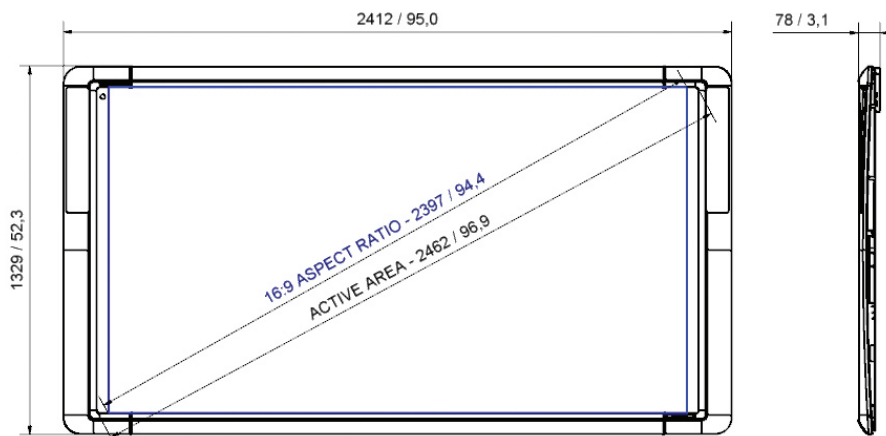 2412 / 95,0
78 / 3,1
1329 / 52,3
16:9 ASPECT RATIO - 2397 / 94,4
ACTIVE AREA - 2462 / 96,9